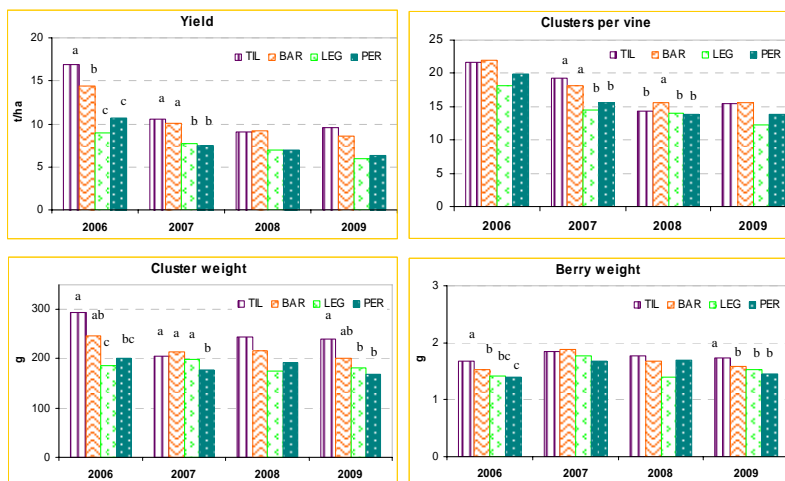 Yield
TIL BAR LEG PER
t/ha
20
15
10
5
0
a
b
c
c
a a
b b
2006 2007 2008 2009
Clusters per vine
TIL BAR LEG PER
25
20
15
10
5
0
a
a
b b
b
a
b b
2006 2007 2008 2009
Cluster weight
TIL BAR LEG PER
g
300
200
100
0
a
ab
c
bc
a a a
b
a
ab
b
b
2006 2007 2008 2009
Berry weight
TIL BAR LEG PER
g
3
2
1
0
a
b
bc
c
a
b b b
2006 2007 2008 2009